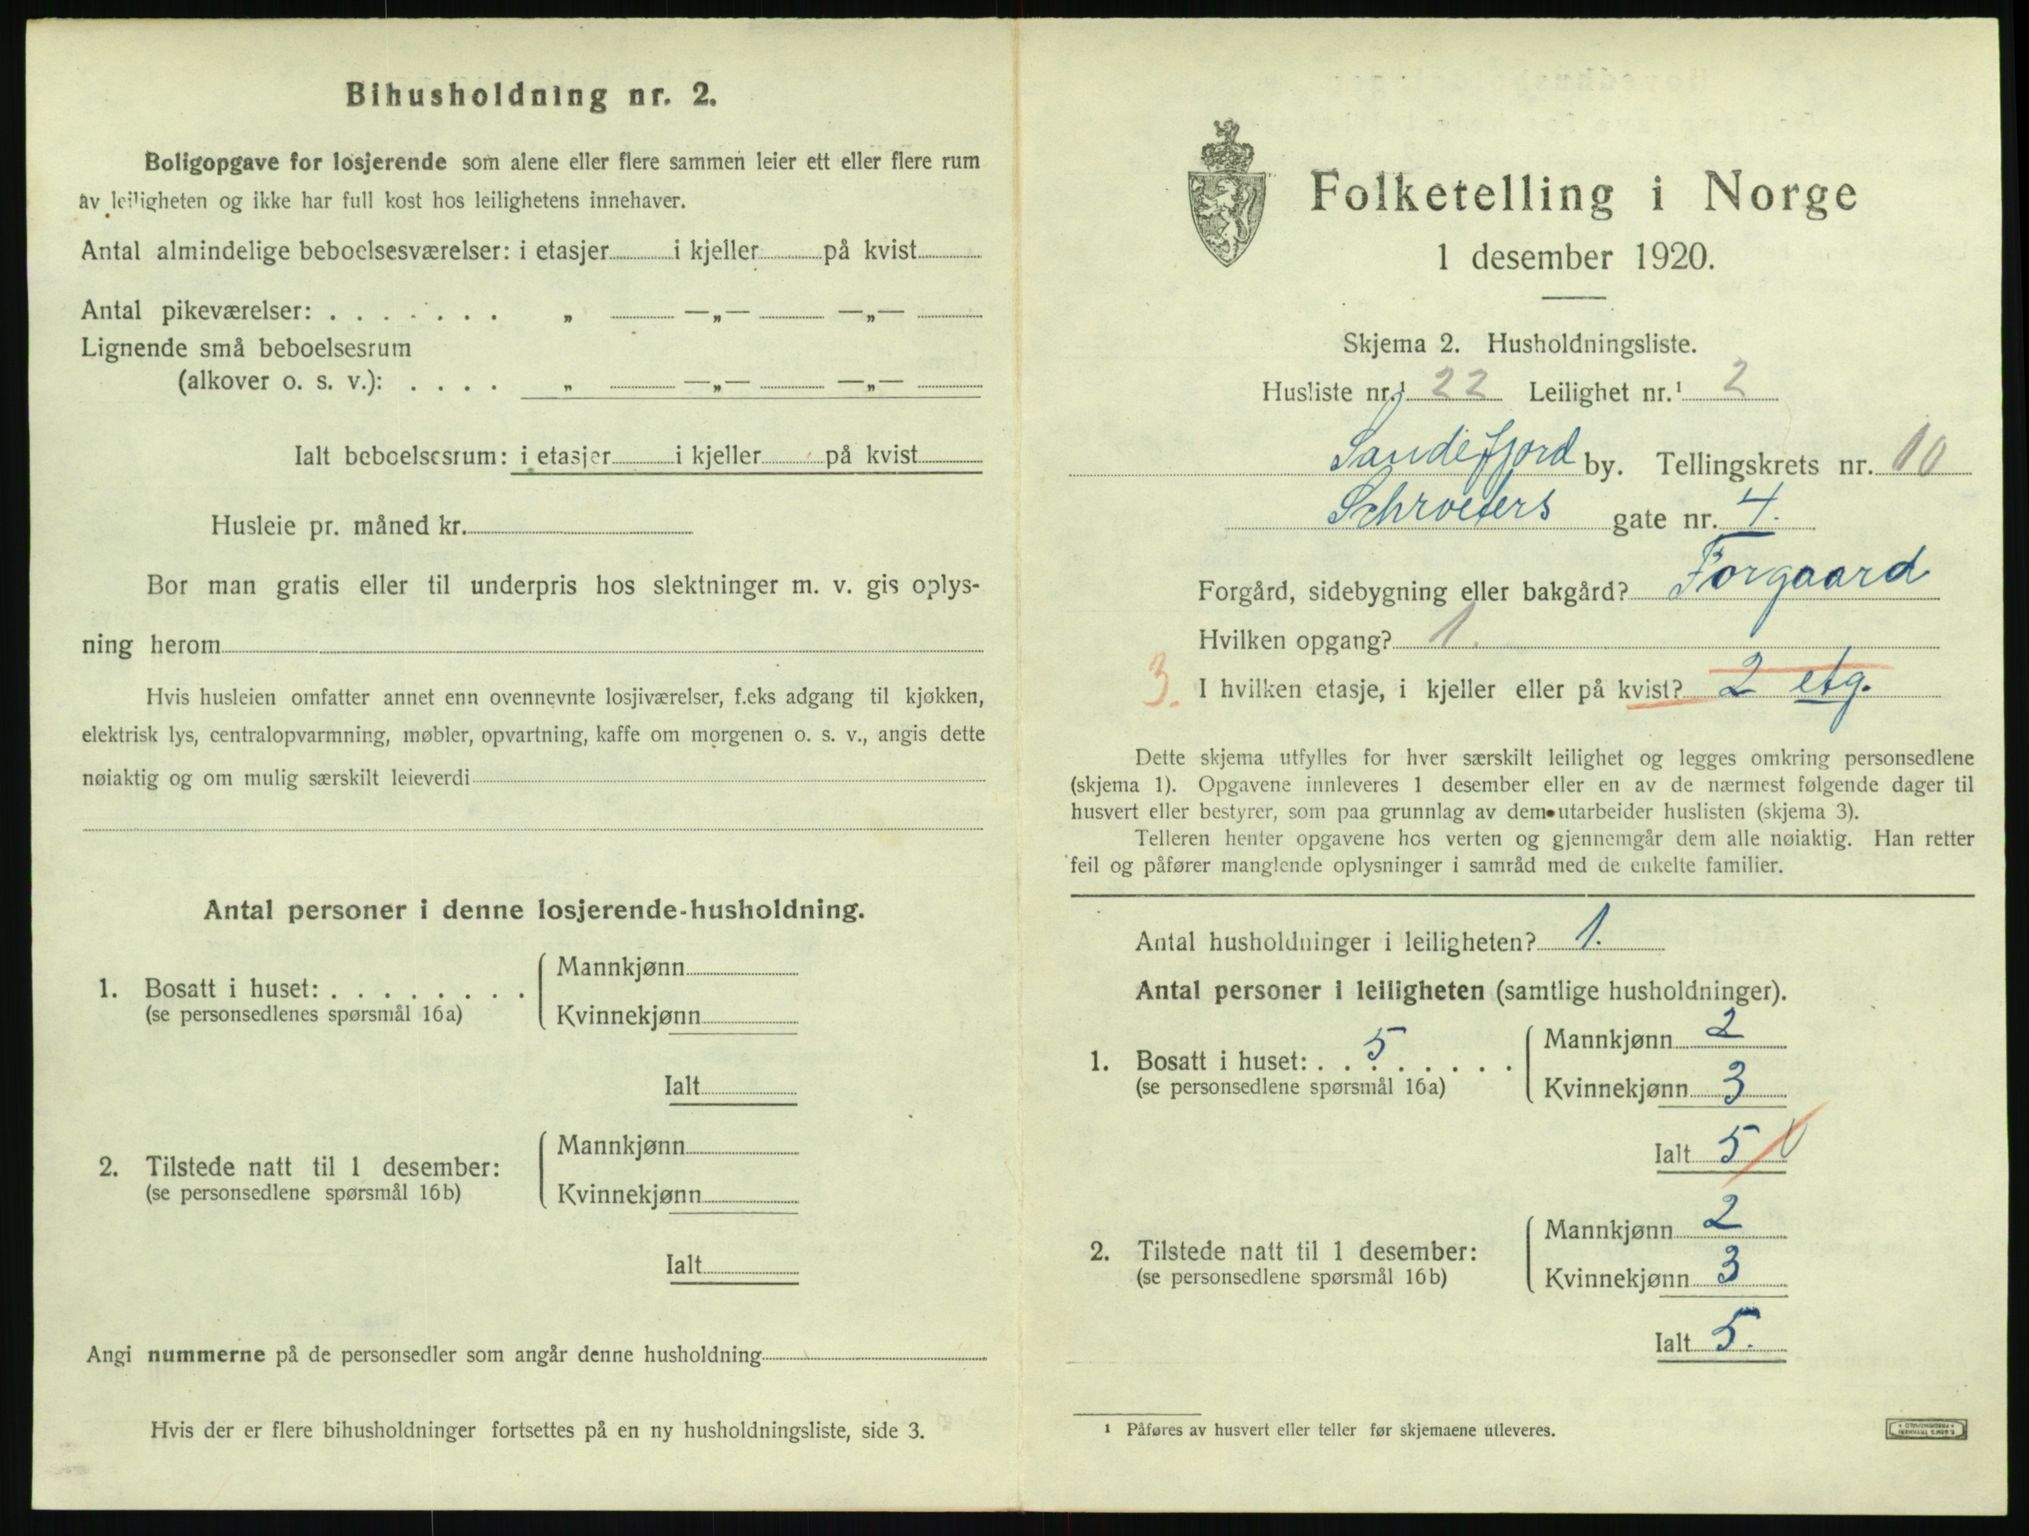 Bihusholdning nr. 2.
Boligopgave for losjerende som alene eller flere sammen leier ett eller flere rum
av leiligheten og ikke har full kost hos leilighetens innehaver.
Antal almindelige beboelsesværelser: i etasjer i kjeller på kvist
Antal pikeværelser: . . . . . . . „ —„— —„—
Lignende små beboelsesrum
(alkover o. s. v.): . . . . „ —„— —„—
Ialt beboelsesrum: i etasjer i kjeller på kvist
Husleie pr. måned kr.
Bor man gratis eller til underpris hos slektninger m. v. gis oplys-
ning herom
Hvis husleien omfatter annet enn ovennevnte losjiværelser, f.eks adgang til kjøkken,
elektrisk lys, centralopvarmning, møbler, opvartning, kaffe om morgenen o. s. v., angis dette
nøiaktig og om mulig særskilt leieverdi
Antal personer i denne losjerende-husholdning.
1. Bosatt i huset: . . . . . . . . Mannkjønn
(se personsedlenes spørsmål 16a) Kvinnekjønn
Ialt
2. Tilstede natt til 1 desember: Mannkjønn
(se personsedlene spørsmål 16b) Kvinnekjønn
Ialt
Angi nummerne på de personsedler som angår denne husholdning
Hvis der er flere bihusholdninger fortsettes på en ny husholdningsliste, side 3.
Folketelling i Norge
1 desember 1920.
Skjema 2. Husholdningsliste.
Husliste nr.¹ 22 Leilighet nr.¹ 2
Sandefjord by. Tellingskrets nr. 10
Schroeters gate nr. 4.
Forgård, sidebygning eller bakgård? Forgaard
Hvilken opgang? 1.
3. I hvilken etasje, i kjeller eller på kvist? 2 etg.
Dette skjema utfylles for hver særskilt leilighet og legges omkring personsedlene
(skjema 1). Opgavene innleveres 1 desember eller en av de nærmest følgende dager til
husvert eller bestyrer, som paa grunnlag av dem utarbeider huslisten (skjema 3).
Telleren henter opgavene hos verten og gjennemgår dem alle nøiaktig. Han retter
feil og påfører manglende oplysninger i samråd med de enkelte familier.
Antal husholdninger i leiligheten? 1.
Antal personer i leiligheten (samtlige husholdninger).
1. Bosatt i huset: . . 5 . . . . . Mannkjønn 2
(se personsedlene spørsmål 16a) Kvinnekjønn 3
Ialt 5
2. Tilstede natt til 1 desember: Mannkjønn 2
(se personsedlene spørsmål 16b) Kvinnekjønn 3
Ialt 5.
¹ Påføres av husvert eller teller før skjemaene utleveres.